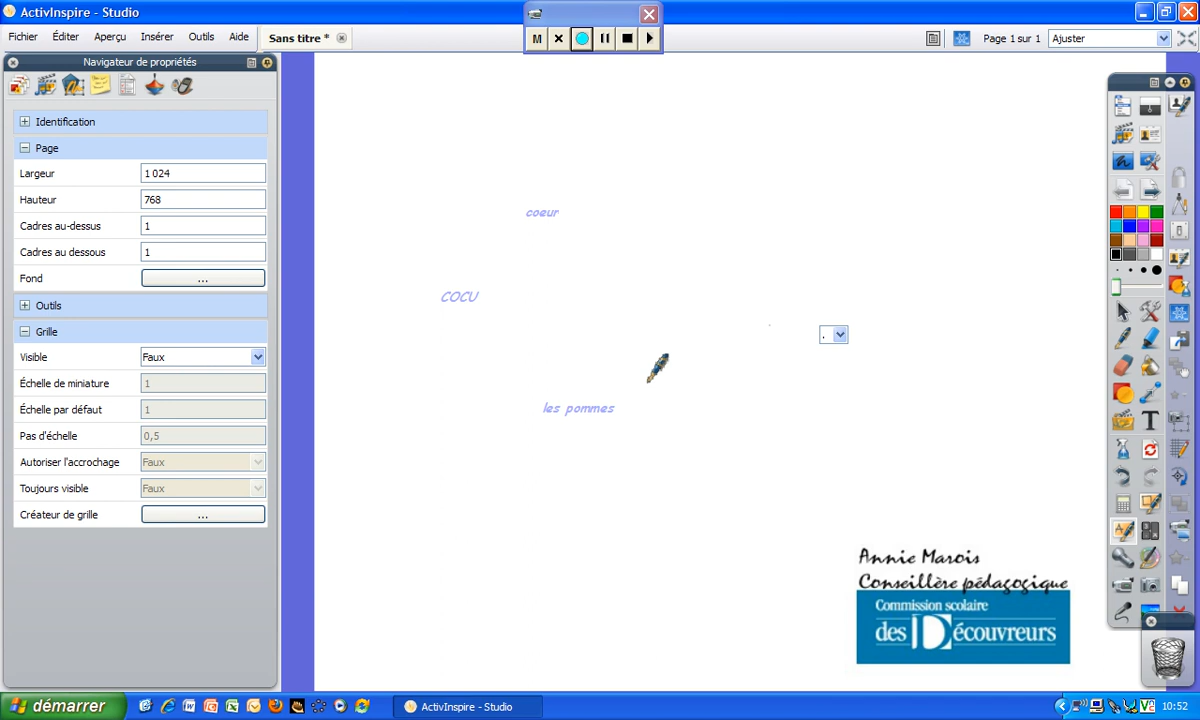 ActivInspire - Studio
Fichier Éditer Aperçu Insérer Outils Aide
Sans titre *
M
Page 1 sur 1
Ajuster
Navigateur de propriétés
Identification
Page
Largeur 1 024
Hauteur 768
Cadres au-dessus 1
Cadres au dessous 1
Fond ...
Outils
Grille
Visible Faux
Échelle de miniature 1
Échelle par défaut 1
Pas d'échelle 0,5
Autoriser l'accrochage Faux
Toujours visible Faux
Créateur de grille ...
coeur
COCU
.
les pommes
Annie Marois
Conseillère pédagogique
Commission scolaire
des Découvreurs
démarrer
ActivInspire - Studio
10:52